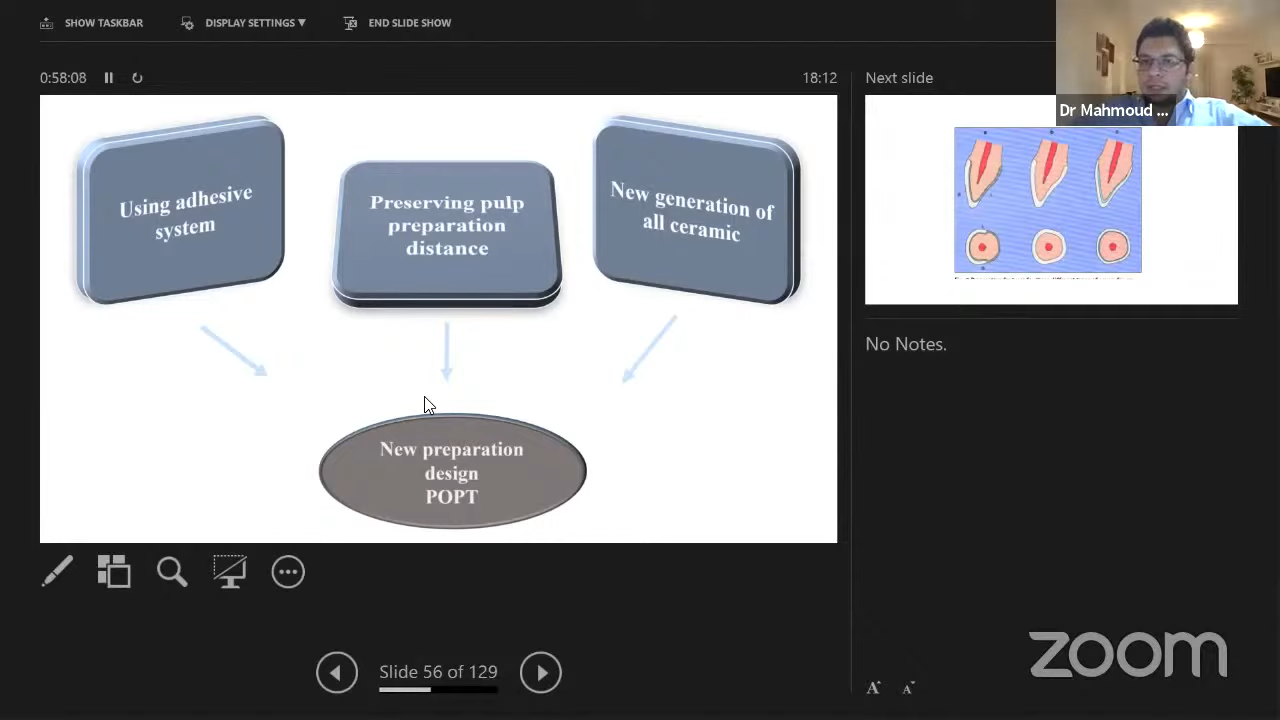 SHOW TASKBAR
DISPLAY SETTINGS ▼
END SLIDE SHOW
0:58:08
18:12
Next slide
Dr Mahmoud ...
Using adhesive
system
Preserving pulp
preparation
distance
New generation of
all ceramic
New preparation
design
POPT
No Notes.
Slide 56 of 129
A
A
zoom